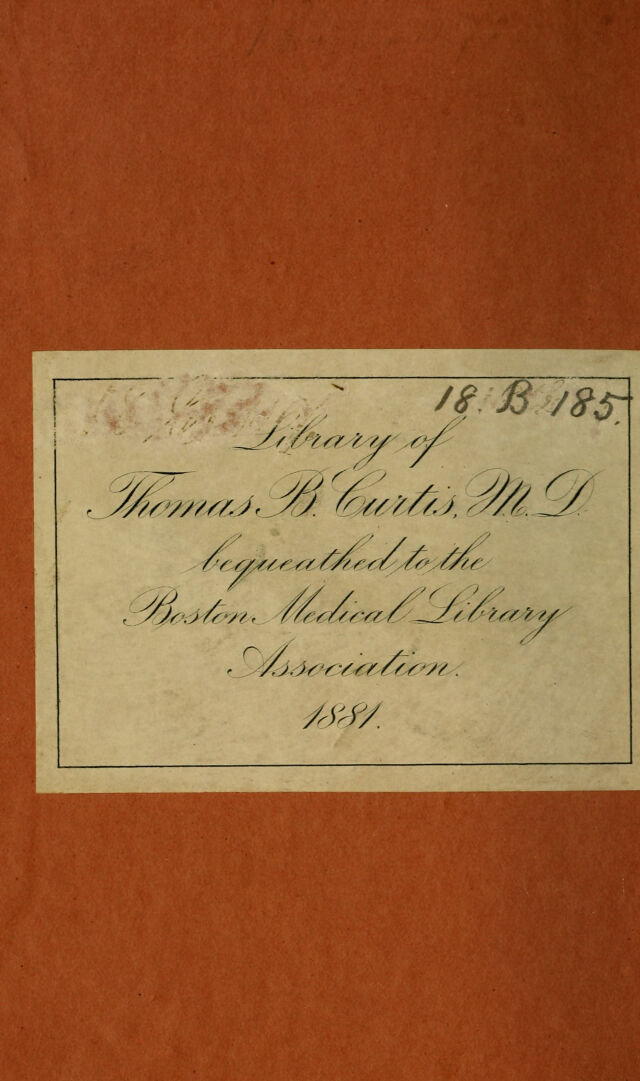 18. B 185.
Library of
Thomas B. Curtis, M. D.
bequeathed to the
Boston Medical Library
Association.
1881.